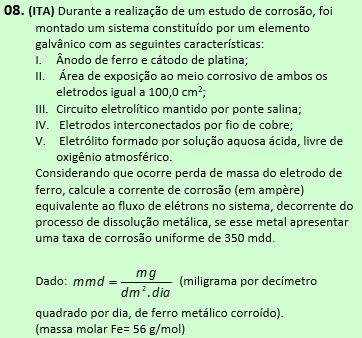 08. (ITA) Durante a realização de um estudo de corrosão, foi
montado um sistema constituído por um elemento
galvânico com as seguintes características:
I. Ânodo de ferro e cátodo de platina;
II. Área de exposição ao meio corrosivo de ambos os
eletrodos igual a 100,0 cm²;
III. Circuito eletrolítico mantido por ponte salina;
IV. Eletrodos interconectados por fio de cobre;
V. Eletrólito formado por solução aquosa ácida, livre de
oxigênio atmosférico.
Considerando que ocorre perda de massa do eletrodo de
ferro, calcule a corrente de corrosão (em ampère)
equivalente ao fluxo de elétrons no sistema, decorrente do
processo de dissolução metálica, se esse metal apresentar
uma taxa de corrosão uniforme de 350 mdd.
Dado: mmd = mg / dm².dia (miligrama por decímetro
quadrado por dia, de ferro metálico corroído).
(massa molar Fe= 56 g/mol)